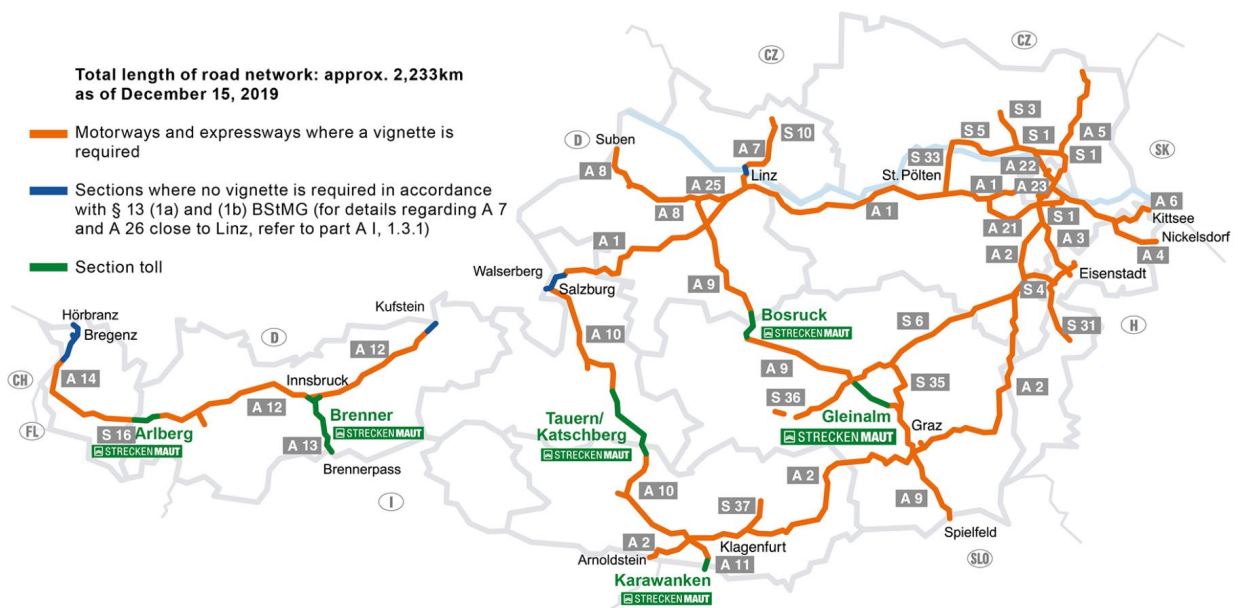 Total length of road network: approx. 2,233km
as of December 15, 2019
Motorways and expressways where a vignette is
required
Sections where no vignette is required in accordance
with § 13 (1a) and (1b) BStMG (for details regarding A 7
and A 26 close to Linz, refer to part A I, 1.3.1)
Section toll
CZ
CZ
D
Suben
A 8
A 7
S 10
Linz
A 25
A 8
A 1
A 1
S 33
St. Pölten
S 5
S 3
S 1
A 5
S 1
A 22
A 1
A 23
SK
A 6
Kittsee
Nickelsdorf
A 4
A 21
S 1
A 3
A 2
Eisenstadt
S 4
S 31
H
Walserberg
Salzburg
A 10
A 9
Bosruck
STRECKENMAUT
S 6
A 9
S 36
S 35
A 2
Gleinalm
STRECKENMAUT
Graz
Hörbranz
Bregenz
D
Kufstein
CH
A 14
A 12
Innsbruck
A 12
FL
S 16
Arlberg
STRECKENMAUT
Brenner
STRECKENMAUT
A 13
Brennerpass
I
Tauern/
Katschberg
STRECKENMAUT
A 10
A 2
S 37
A 9
Spielfeld
SLO
A 2
Arnoldstein
Klagenfurt
A 11
Karawanken
STRECKENMAUT